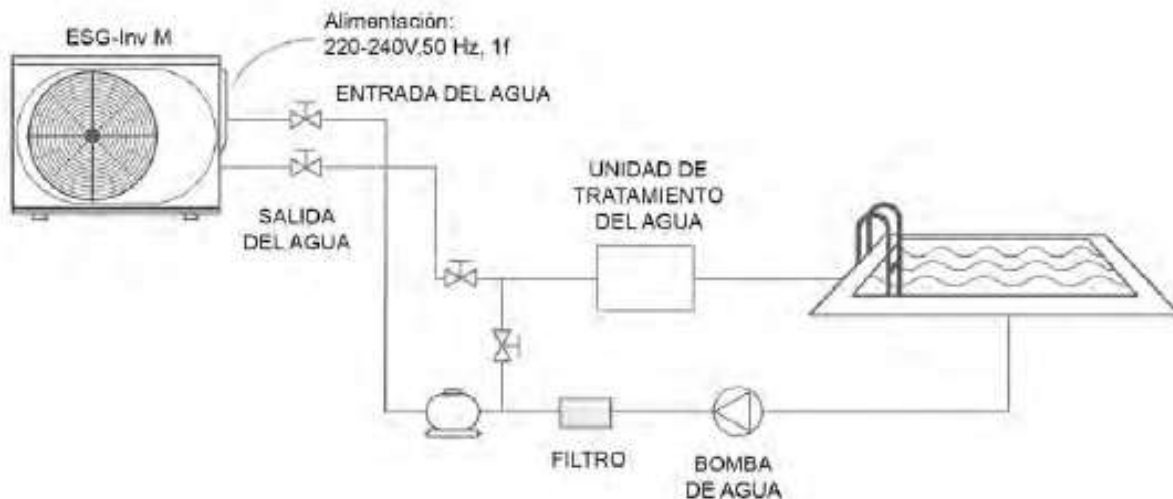 ESG-Inv M
Alimentación:
220-240V,50 Hz, 1f
ENTRADA DEL AGUA
SALIDA
DEL AGUA
UNIDAD DE
TRATAMIENTO
DEL AGUA
FILTRO
BOMBA
DE AGUA